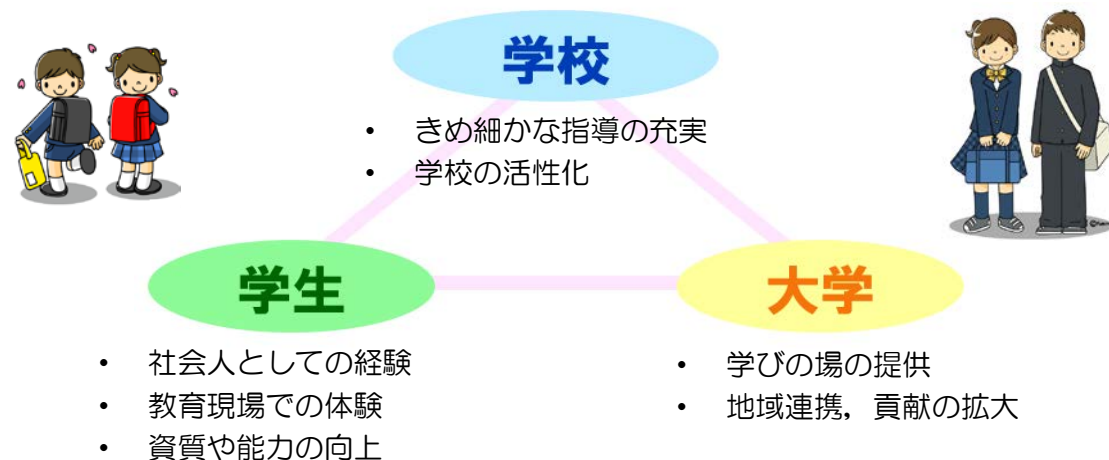 学校
• きめ細かな指導の充実
• 学校の活性化
学生
• 社会人としての経験
• 教育現場での体験
• 資質や能力の向上
大学
• 学びの場の提供
• 地域連携，貢献の拡大